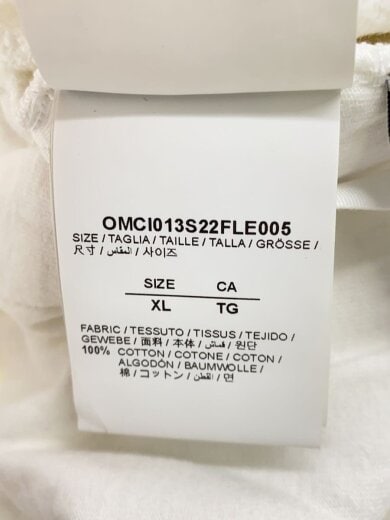 OMCI013S22FLE005
SIZE / TAGLIA / TAILLE / TALLA / GRÖSSE /
尺寸 / المقاس / 사이즈
SIZE CA
XL TG
FABRIC / TESSUTO / TISSUS / TEJIDO /
GEWEBE / 面料 / 本体 / قماش / 원단
100% COTTON / COTONE / COTON /
ALGODÓN / BAUMWOLLE /
棉 / コットン / القطن / 면